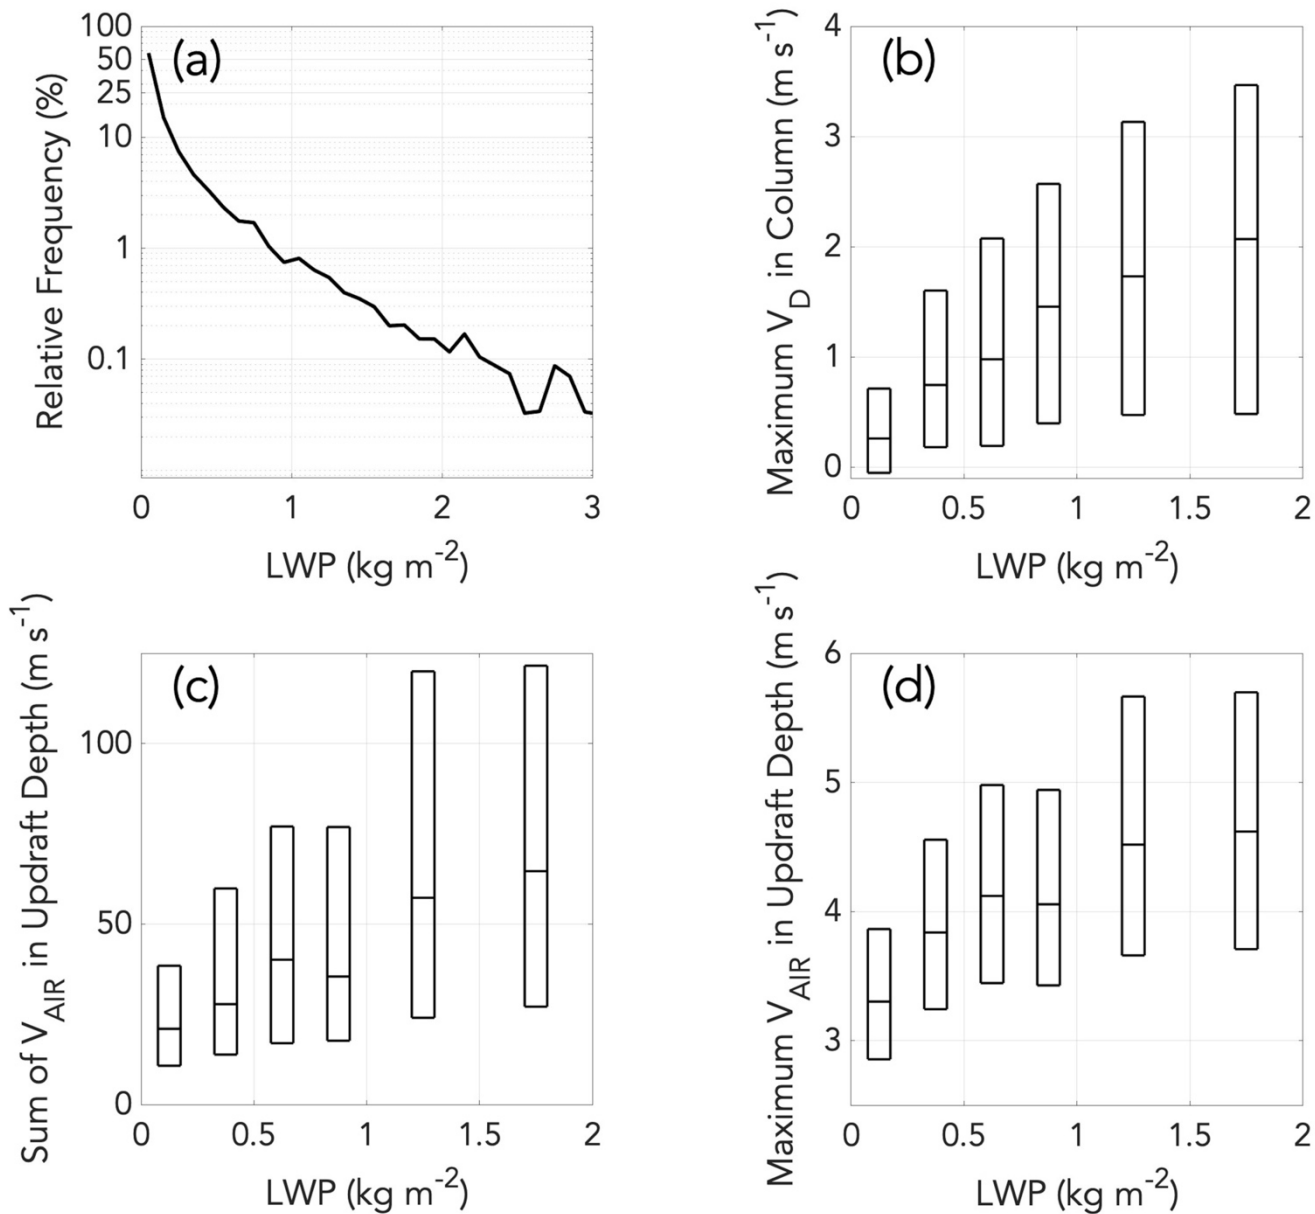 (a)
Relative Frequency (%)
100
50
25
10
1
0.1
0 1 2 3
LWP (kg m-2)
(b)
Maximum VD in Column (m s-1)
4
3
2
1
0
0 0.5 1 1.5 2
LWP (kg m-2)
(c)
Sum of VAIR in Updraft Depth (m s-1)
100
50
0
0 0.5 1 1.5 2
LWP (kg m-2)
(d)
Maximum VAIR in Updraft Depth (m s-1)
6
5
4
3
0 0.5 1 1.5 2
LWP (kg m-2)